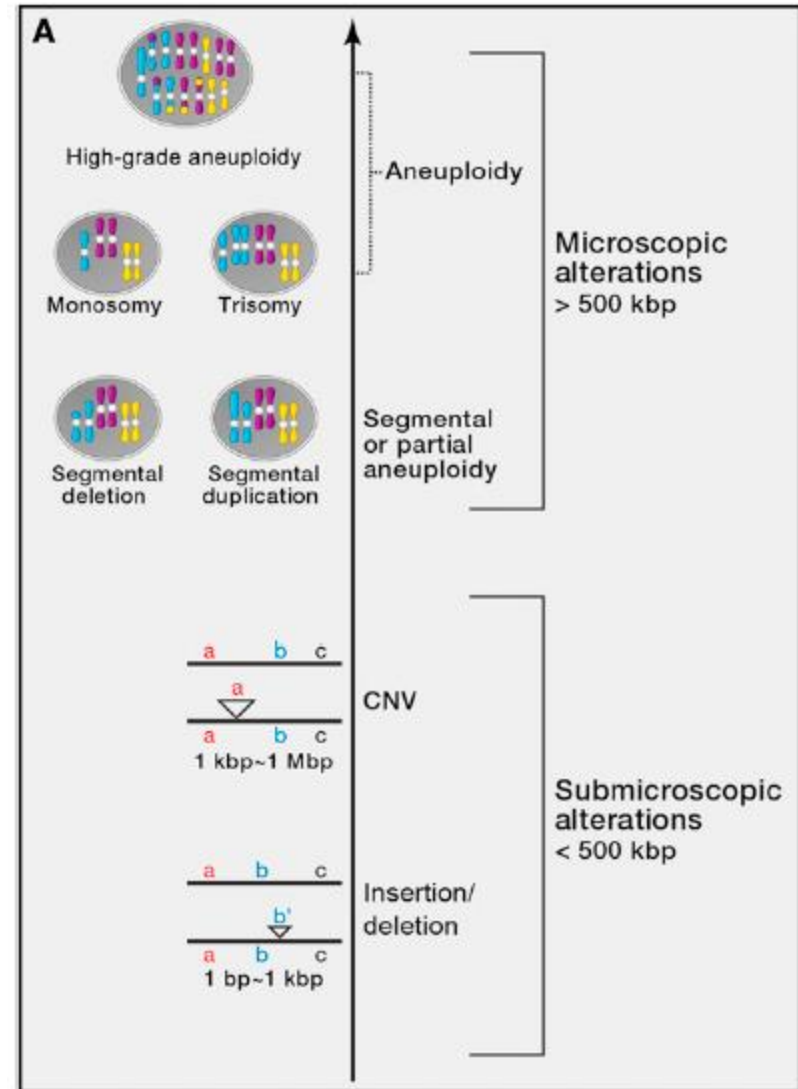 A
High-grade aneuploidy
Aneuploidy
Monosomy
Trisomy
Microscopic
alterations
> 500 kbp
Segmental
deletion
Segmental
duplication
Segmental
or partial
aneuploidy
a b c
a
a b c
1 kbp~1 Mbp
CNV
Submicroscopic
alterations
< 500 kbp
a b c
b'
a b c
1 bp~1 kbp
Insertion/
deletion